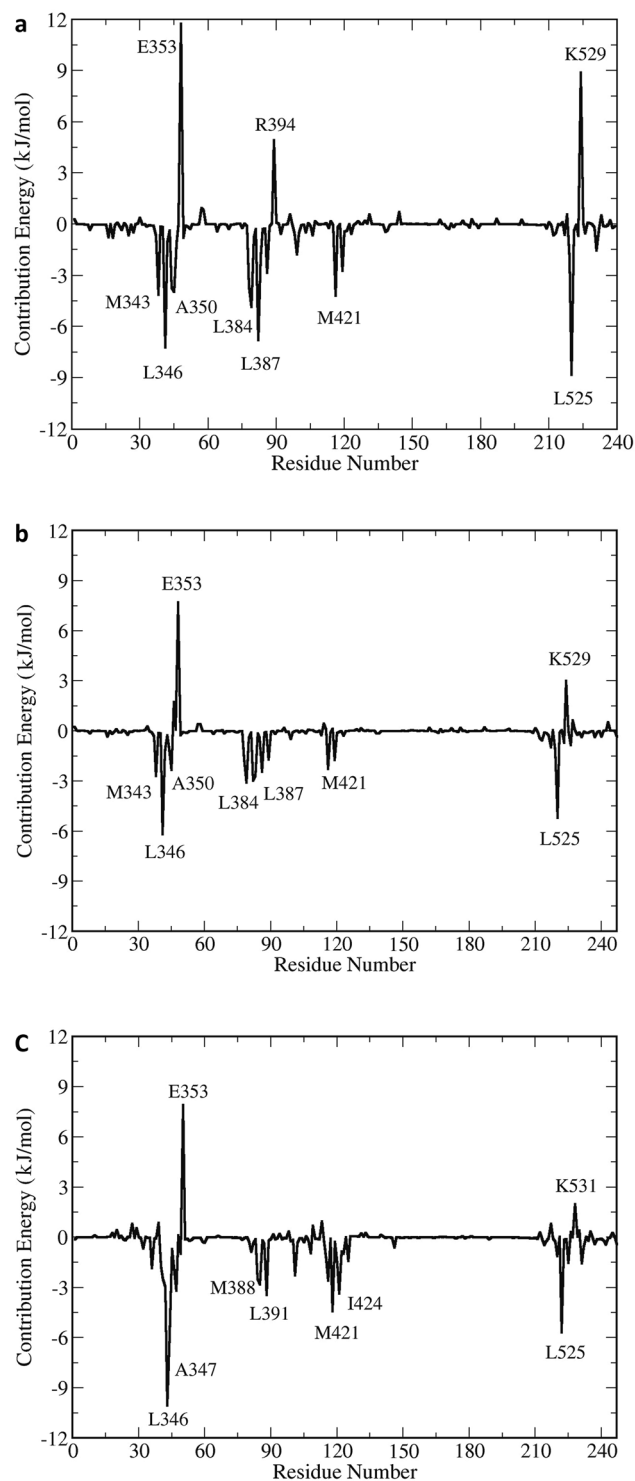 a
Contribution Energy (kJ/mol)
12
9
6
3
0
-3
-6
-9
-12
E353
K529
R394
M343
A350
L346
L384
L387
M421
L525
0 30 60 90 120 150 180 210 240
Residue Number
b
Contribution Energy (kJ/mol)
12
9
6
3
0
-3
-6
-9
-12
E353
K529
M343
A350
L346
L384
L387
M421
L525
0 30 60 90 120 150 180 210 240
Residue Number
C
Contribution Energy (kJ/mol)
12
9
6
3
0
-3
-6
-9
-12
E353
K531
M388
L391
I424
M421
L525
A347
L346
0 30 60 90 120 150 180 210 240
Residue Number